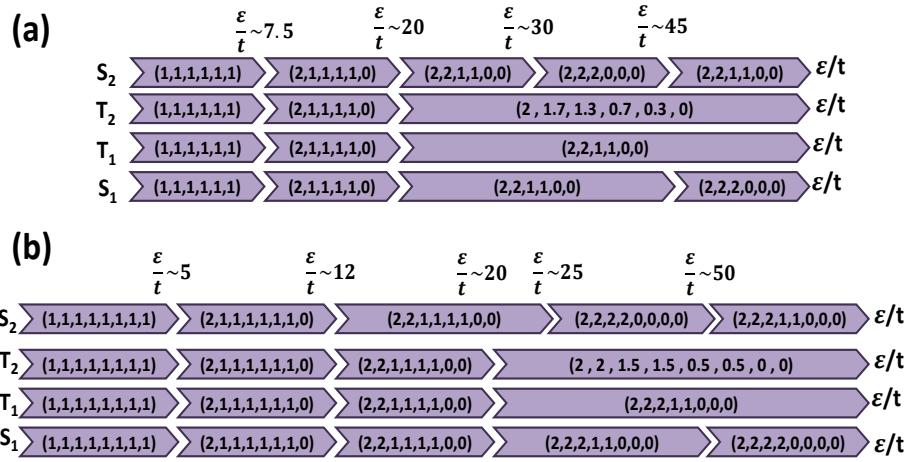 (a)
ε/t ~7.5 ε/t ~20 ε/t ~30 ε/t ~45
S₂ (1,1,1,1,1,1) (2,1,1,1,1,0) (2,2,1,1,0,0) (2,2,2,0,0,0) (2,2,1,1,0,0) ε/t
T₂ (1,1,1,1,1,1) (2,1,1,1,1,0) (2 , 1.7, 1.3 , 0.7 , 0.3 , 0) ε/t
T₁ (1,1,1,1,1,1) (2,1,1,1,1,0) (2,2,1,1,0,0) ε/t
S₁ (1,1,1,1,1,1) (2,1,1,1,1,0) (2,2,1,1,0,0) (2,2,2,0,0,0) ε/t
(b)
ε/t ~5 ε/t ~12 ε/t ~20 ε/t ~25 ε/t ~50
S₂ (1,1,1,1,1,1,1,1) (2,1,1,1,1,1,1,0) (2,2,1,1,1,1,0,0) (2,2,2,2,0,0,0,0) (2,2,2,1,1,0,0,0) ε/t
T₂ (1,1,1,1,1,1,1,1) (2,1,1,1,1,1,1,0) (2,2,1,1,1,1,0,0) (2 , 2 , 1.5 , 1.5 , 0.5 , 0.5 , 0 , 0) ε/t
T₁ (1,1,1,1,1,1,1,1) (2,1,1,1,1,1,1,0) (2,2,1,1,1,1,0,0) (2,2,2,1,1,0,0,0) ε/t
S₁ (1,1,1,1,1,1,1,1) (2,1,1,1,1,1,1,0) (2,2,1,1,1,1,0,0) (2,2,2,1,1,0,0,0) (2,2,2,2,0,0,0,0) ε/t